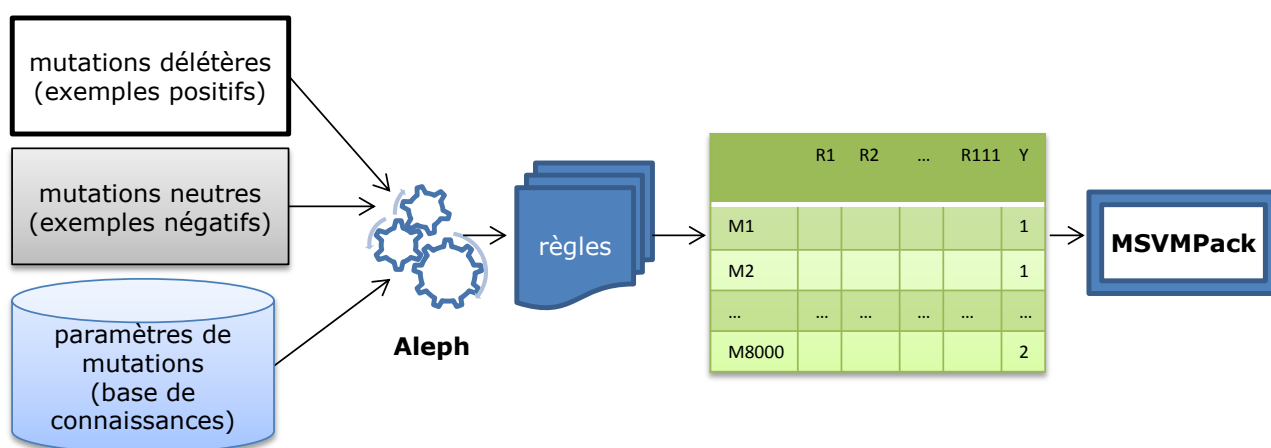 mutations délétères
(exemples positifs)
mutations neutres
(exemples négatifs)
paramètres de
mutations
(base de
connaissances)
Aleph
règles
R1 R2 ... R111 Y
M1 1
M2 1
... ... ... ... ... ...
M8000 2
MSVMPack